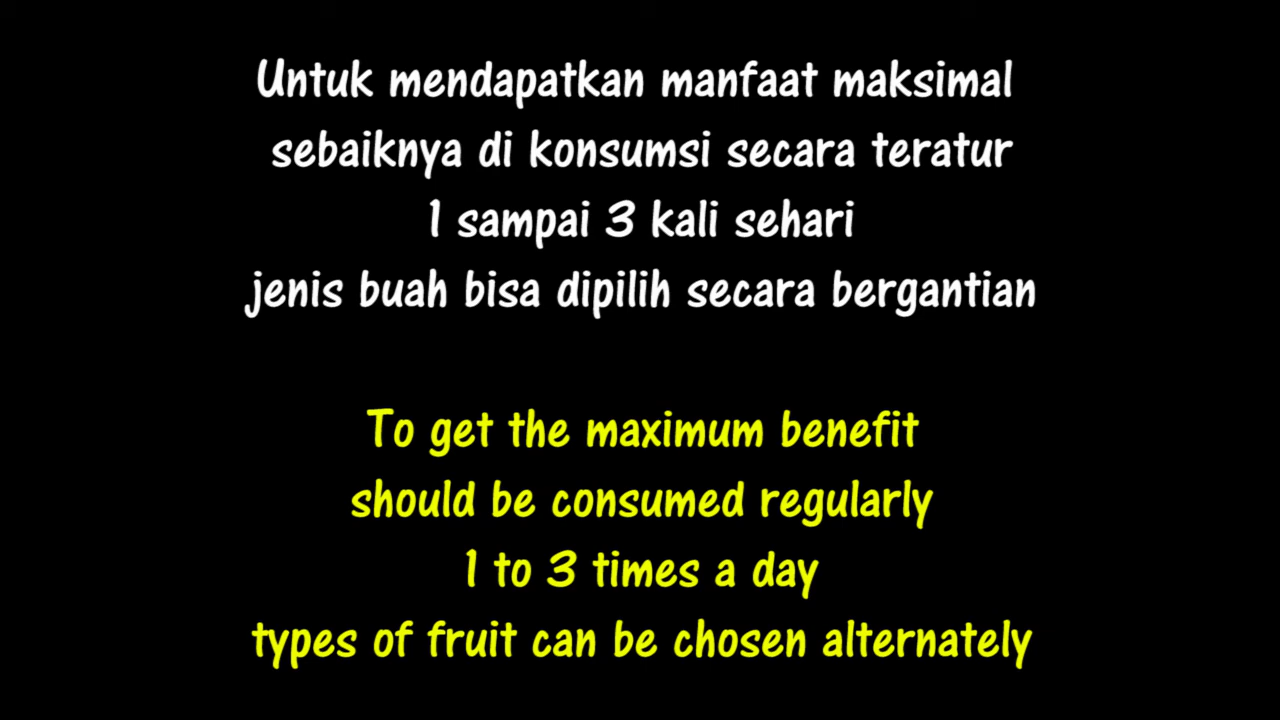 Untuk mendapatkan manfaat maksimal
sebaiknya di konsumsi secara teratur
1 sampai 3 kali sehari
jenis buah bisa dipilih secara bergantian
To get the maximum benefit
should be consumed regularly
1 to 3 times a day
types of fruit can be chosen alternately